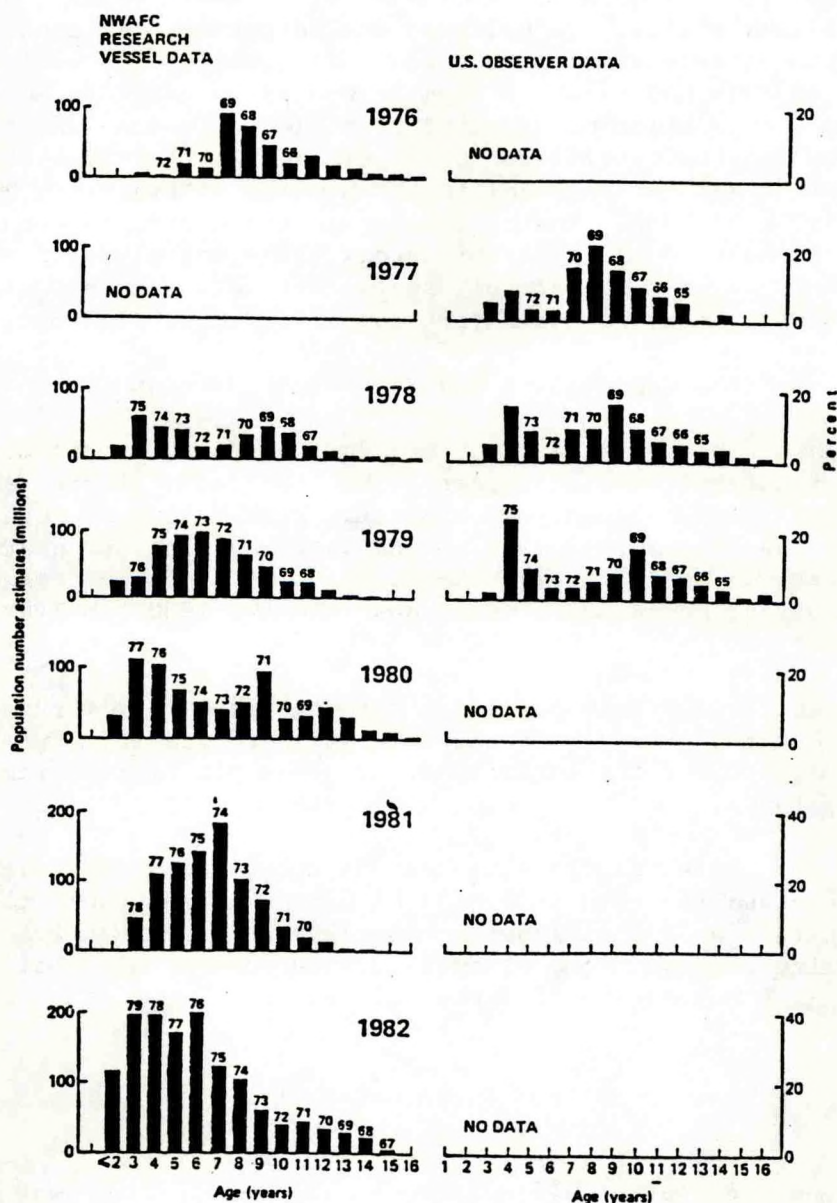 NWAFC
RESEARCH
VESSEL DATA
U.S. OBSERVER DATA
Population number estimates (millions)
Percent
1976
100
0
72 71 70 69 68 67 66
NO DATA
20
0
1977
100
0
NO DATA
72 71 70 69 68 67 66 65
20
0
1978
100
0
75 74 73 72 71 70 69 68 67
73 72 71 70 69 68 67 66 65
20
0
1979
100
0
76 75 74 73 72 71 70 69 68
75 74 73 72 71 70 69 68 67 66 65
20
0
1980
100
0
77 76 75 74 73 72 71 70 69
NO DATA
20
0
1981
200
100
0
78 77 76 75 74 73 72 71 70
NO DATA
40
20
0
1982
200
100
0
79 78 77 76 75 74 73 72 71 70 69 68 67
NO DATA
40
20
0
<2 3 4 5 6 7 8 9 10 11 12 13 14 15 16
1 2 3 4 5 6 7 8 9 10 11 12 13 14 15 16
Age (years)
Age (years)